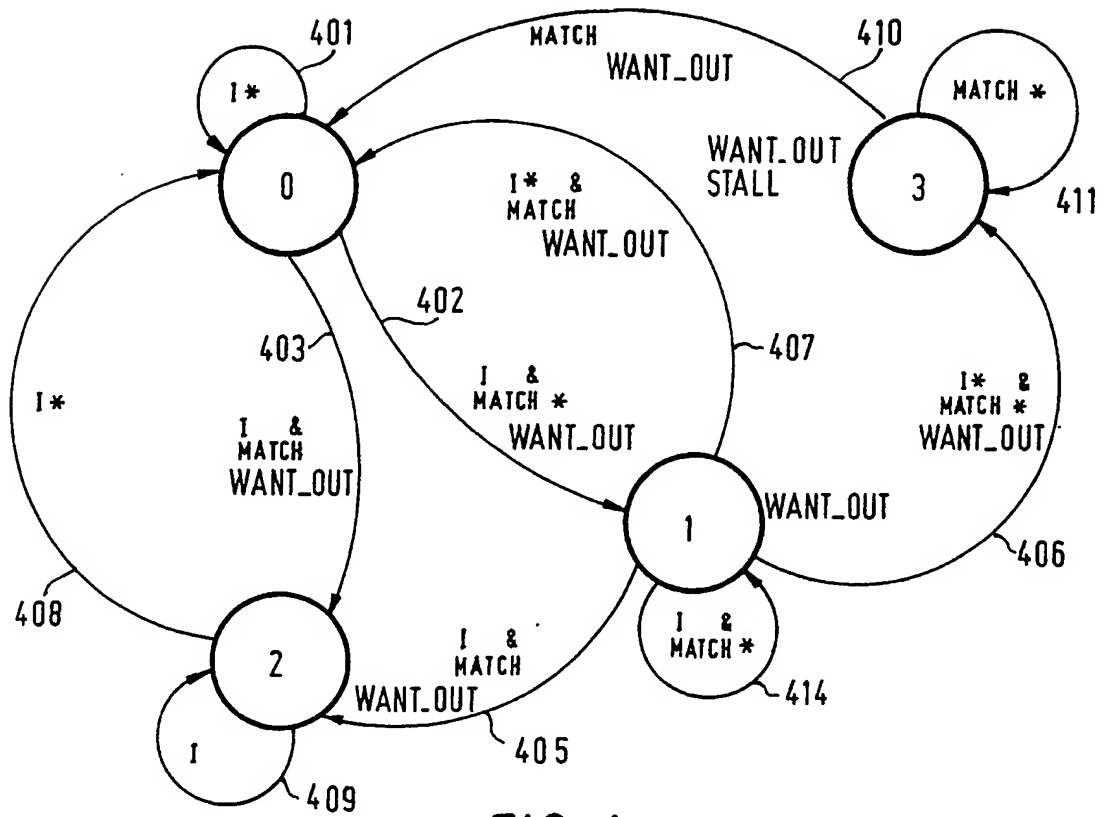 401
I*
0
MATCH
WANT_OUT
410
MATCH *
WANT_OUT
STALL
3
411
I* &
MATCH
WANT_OUT
402
403
407
I*
I &
MATCH *
WANT_OUT
I &
MATCH
WANT_OUT
I* &
MATCH *
WANT_OUT
1
WANT_OUT
406
408
2
I &
MATCH
WANT_OUT
I &
MATCH *
414
405
I
409